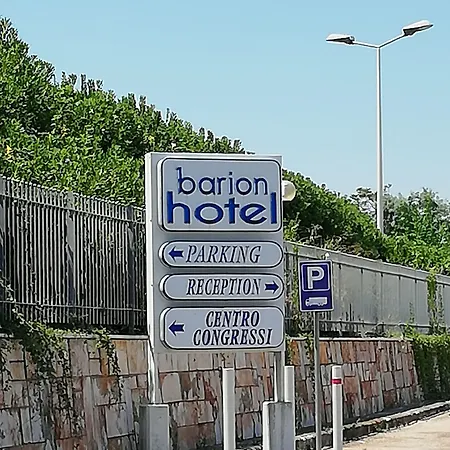 barion
hotel
PARKING
RECEPTION
CENTRO
CONGRESSI
P